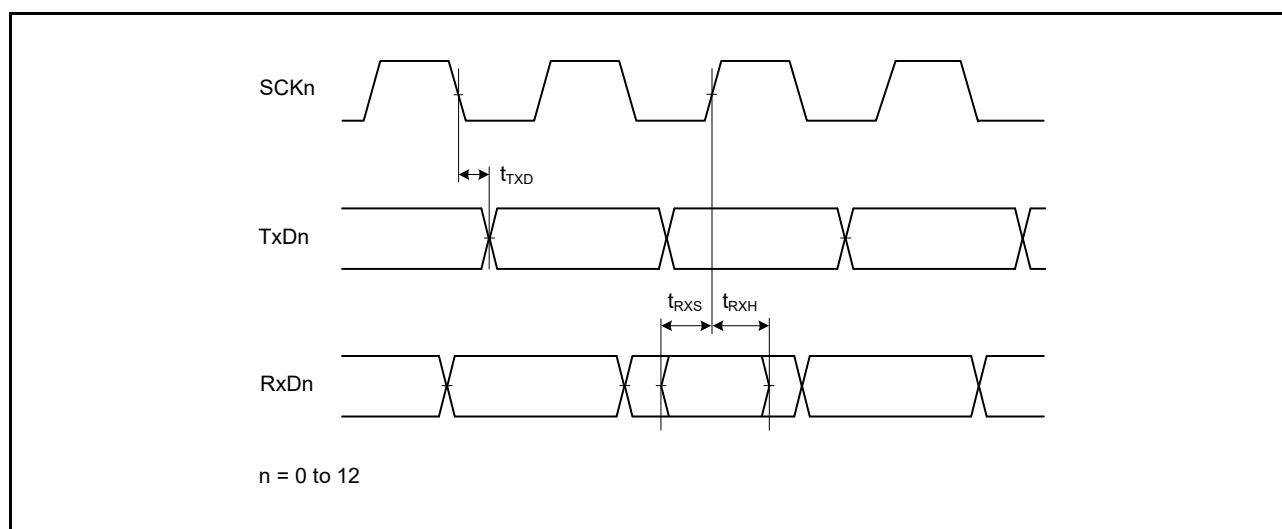 SCKn
tTXD
TxDn
tRXS tRXH
RxDn
n = 0 to 12